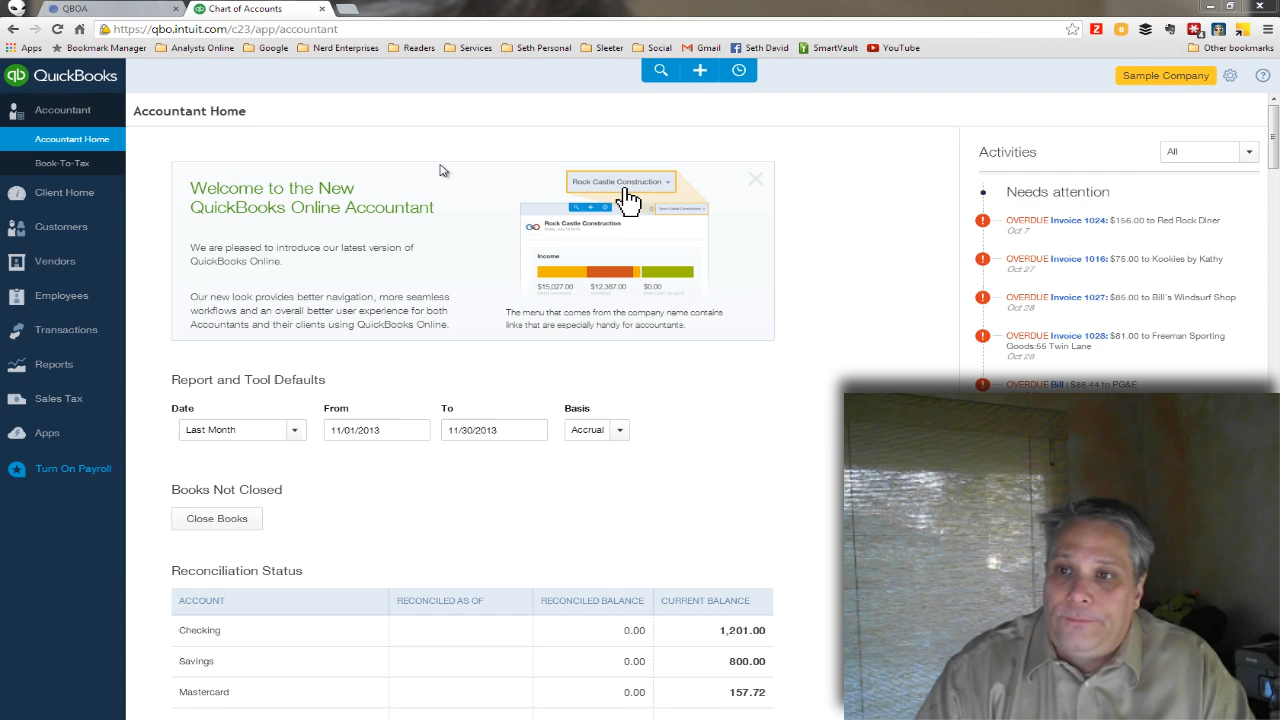 QBOA
Chart of Accounts
https://qbo.intuit.com/c23/app/accountant
Apps
Bookmark Manager
Analysts Online
Google
Nerd Enterprises
Readers
Services
Seth Personal
Sleeter
Social
Gmail
Seth David
SmartVault
YouTube
Other bookmarks
qb QuickBooks
Sample Company
Accountant
Accountant Home
Book-To-Tax
Client Home
Customers
Vendors
Employees
Transactions
Reports
Sales Tax
Apps
Turn On Payroll
Accountant Home
Welcome to the New
QuickBooks Online Accountant
We are pleased to introduce our latest version of
QuickBooks Online.
Our new look provides better navigation, more seamless
workflows and an overall better user experience for both
Accountants and their clients using QuickBooks Online.
Rock Castle Construction
Rock Castle Construction
Rock Castle Construction
Income
$15,027.00
$12,387.00
$0.00
The menu that comes from the company name contains
links that are especially handy for accountants.
Report and Tool Defaults
Date
From
To
Basis
Last Month
11/01/2013
11/30/2013
Accrual
Books Not Closed
Close Books
Reconciliation Status
ACCOUNT
RECONCILED AS OF
RECONCILED BALANCE
CURRENT BALANCE
Checking
0.00
1,201.00
Savings
0.00
800.00
Mastercard
0.00
157.72
Activities
All
Needs attention
OVERDUE Invoice 1024: $156.00 to Red Rock Diner
Oct 7
OVERDUE Invoice 1016: $75.00 to Kookies by Kathy
Oct 27
OVERDUE Invoice 1027: $85.00 to Bill's Windsurf Shop
Oct 28
OVERDUE Invoice 1028: $81.00 to Freeman Sporting
Goods:55 Twin Lane
Oct 28
OVERDUE Bill : $86.44 to PG&E